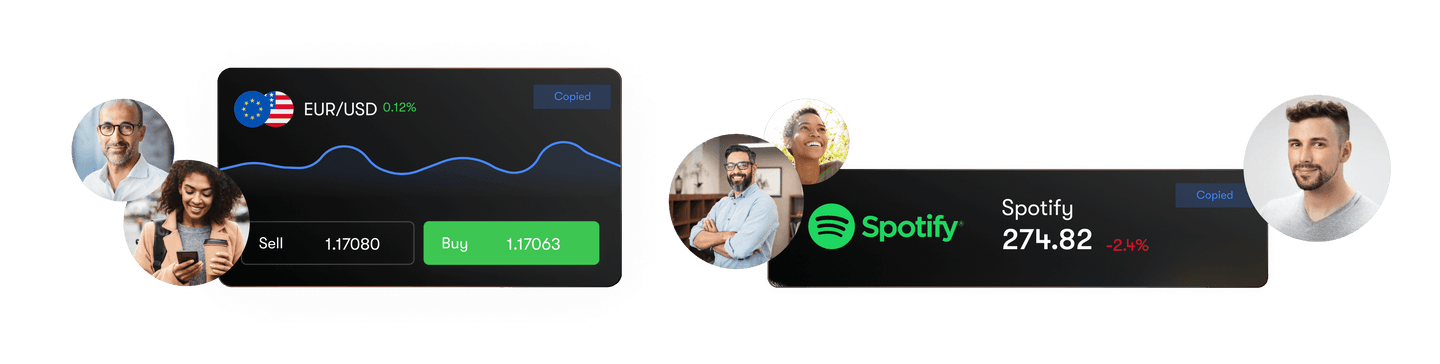 EUR/USD 0.12%
Copied
Sell 1.17080
Buy 1.17063
Spotify®
Spotify
274.82 -2.4%
Copied